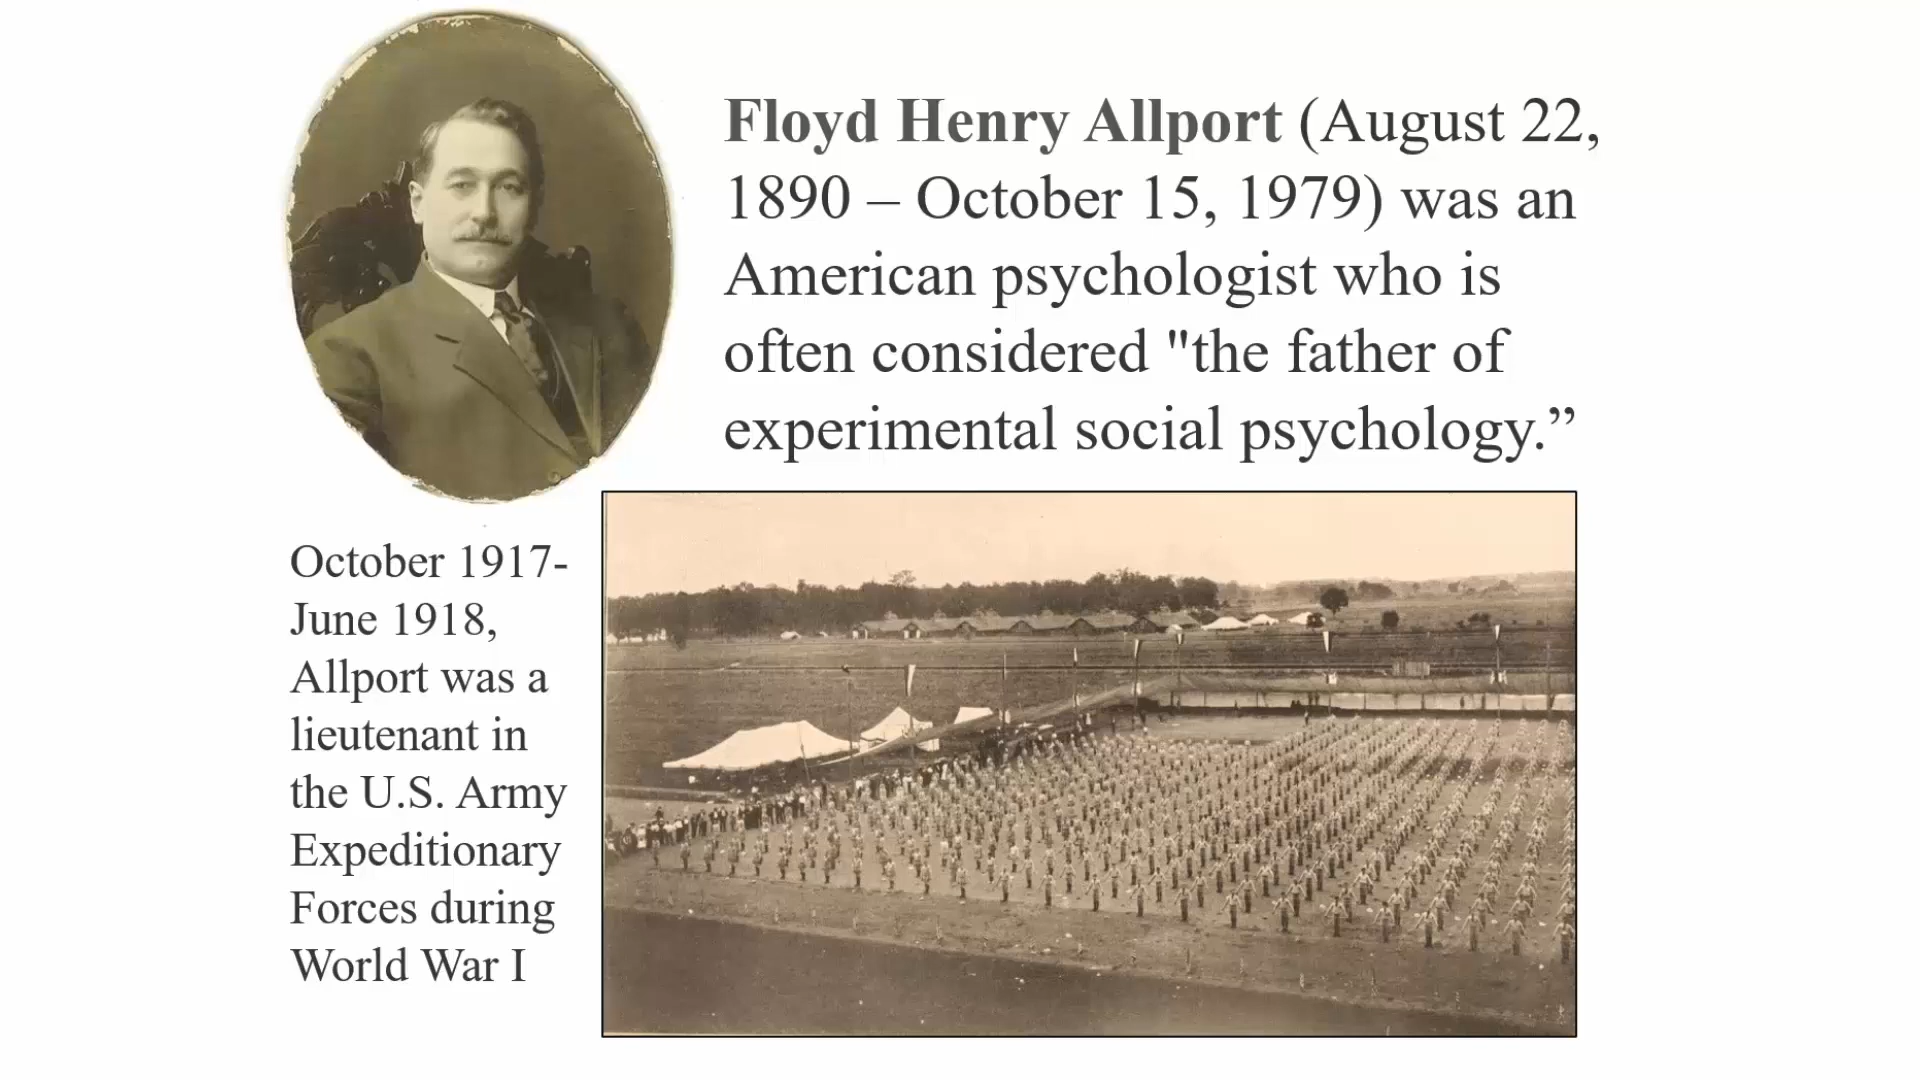 Floyd Henry Allport (August 22,
1890 – October 15, 1979) was an
American psychologist who is
often considered "the father of
experimental social psychology.”
October 1917-
June 1918,
Allport was a
lieutenant in
the U.S. Army
Expeditionary
Forces during
World War I